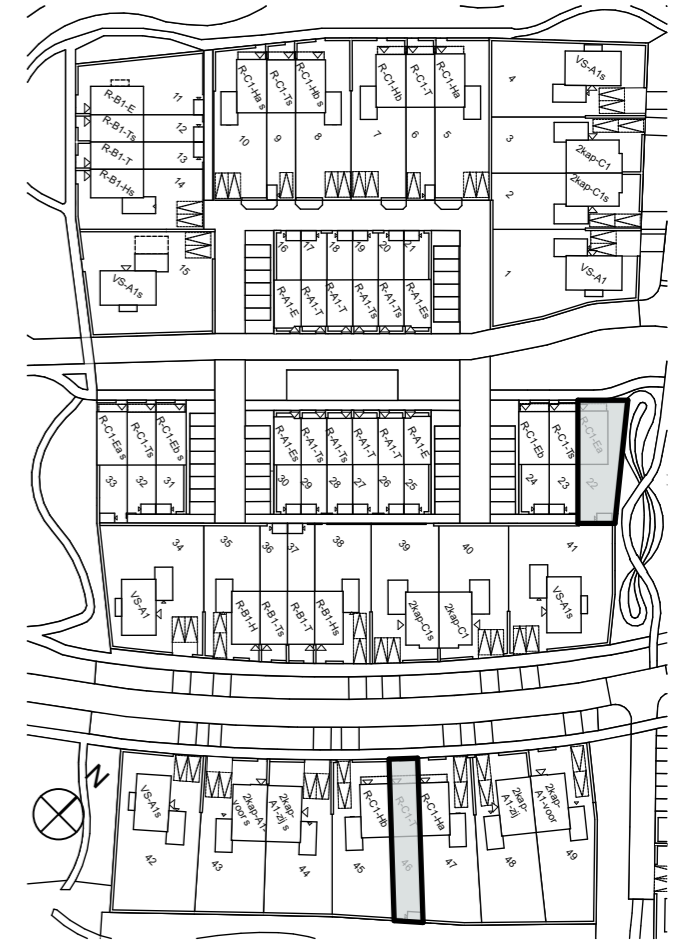 VS-A1s
4
3
2kap-C1
2kap-C1s
2
1
VS-A1
R-C1-Ha s
R-C1-Ts
R-C1-Hb s
10
9
8
R-C1-Hb
R-C1-T
R-C1-Ha
7
6
5
R-B1-E
R-B1-Ts
R-B1-T
R-B1-Hs
11
12
13
14
15
VS-A1s
16
17
18
19
20
21
R-A1-E
R-A1-T
R-A1-T
R-A1-Ts
R-A1-Ts
R-A1-Es
R-C1-Ea s
R-C1-Ts
R-C1-Eb s
33
32
31
R-A1-Es
R-A1-Ts
R-A1-Ts
R-A1-T
R-A1-T
R-A1-E
30
29
28
27
26
25
R-C1-Eb
R-C1-Ts
R-C1-Ea
24
23
22
34
35
36
37
38
39
40
41
VS-A1
R-B1-H
R-B1-Ts
R-B1-T
R-B1-Hs
2kap-C1s
2kap-C1
VS-A1s
N
VS-A1s
2kap-A1-
voor s
2kap-
A1-zij s
R-C1-Hb
R-C1-T
R-C1-Ha
2kap-
A1-zij
2kap-
A1-voor
42
43
44
45
46
47
48
49